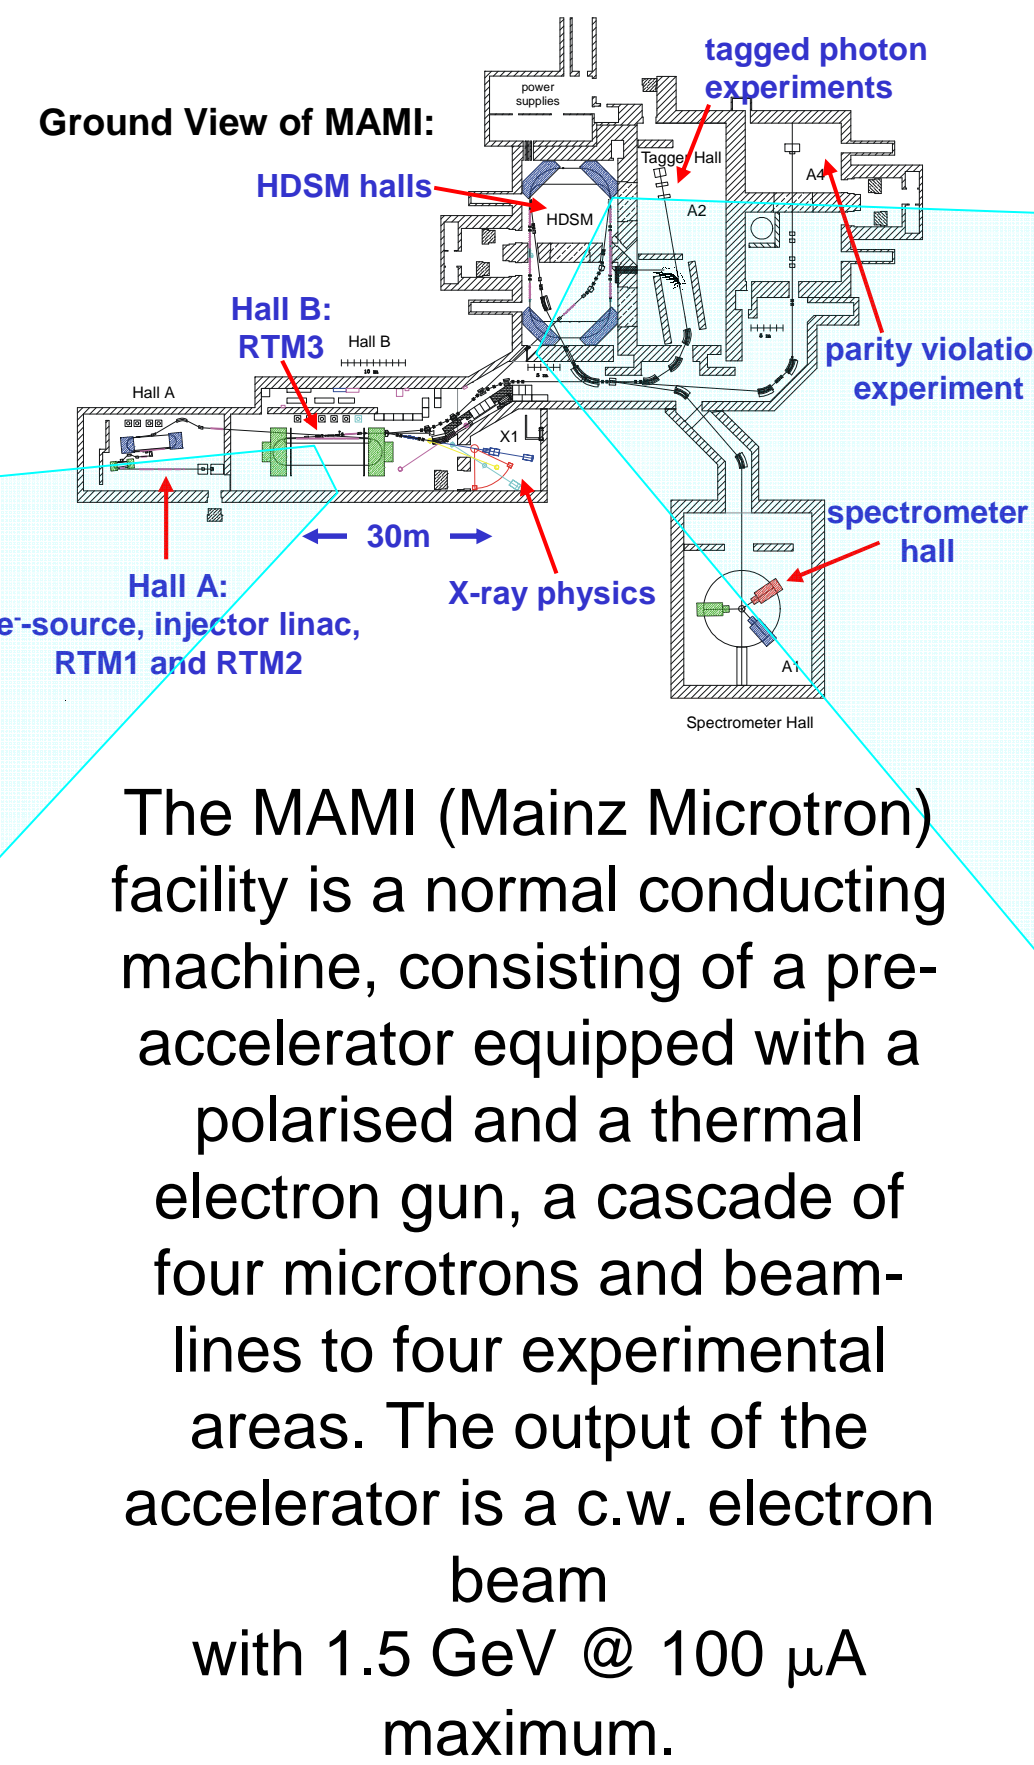 tagged photon
experiments
power
supplies
Ground View of MAMI:
Tagger Hall
A4
HDSM halls
HDSM
A2
Hall B:
RTM3
Hall B
10 m
5 m
5 m
parity violatio
experiment
Hall A
X1
spectrometer
hall
30m
Hall A:
e⁻-source, injector linac,
RTM1 and RTM2
X-ray physics
A1
Spectrometer Hall
The MAMI (Mainz Microtron)
facility is a normal conducting
machine, consisting of a pre-
accelerator equipped with a
polarised and a thermal
electron gun, a cascade of
four microtrons and beam-
lines to four experimental
areas. The output of the
accelerator is a c.w. electron
beam
with 1.5 GeV @ 100 μA
maximum.